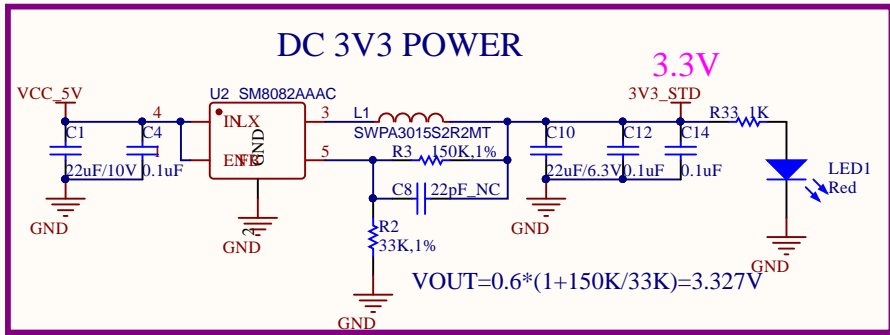 DC 3V3 POWER
3.3V
VCC_5V
U2 SM8082AAAC
3V3_STD
4 IN LX 3
L1
SWPA3015S2R2MT
R33 1K
C1
C4
1
EN FB 5
GND
2
R3 150K,1%
C10
C12
C14
22uF/10V 0.1uF
22uF/6.3V 0.1uF 0.1uF
LED1
Red
C8 22pF_NC
R2
33K,1%
GND
GND
GND
GND
GND
VOUT=0.6*(1+150K/33K)=3.327V